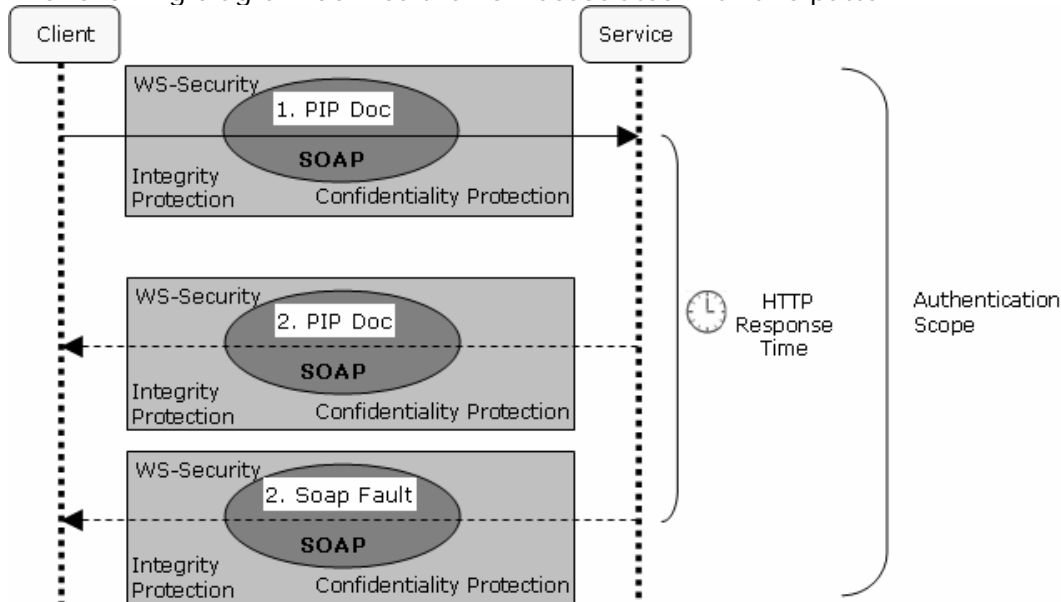 Client
Service
WS-Security
1. PIP Doc
SOAP
Integrity
Protection
Confidentiality Protection
HTTP
Response
Time
Authentication
Scope
WS-Security
2. PIP Doc
SOAP
Integrity
Protection
Confidentiality Protection
WS-Security
2. Soap Fault
SOAP
Integrity
Protection
Confidentiality Protection